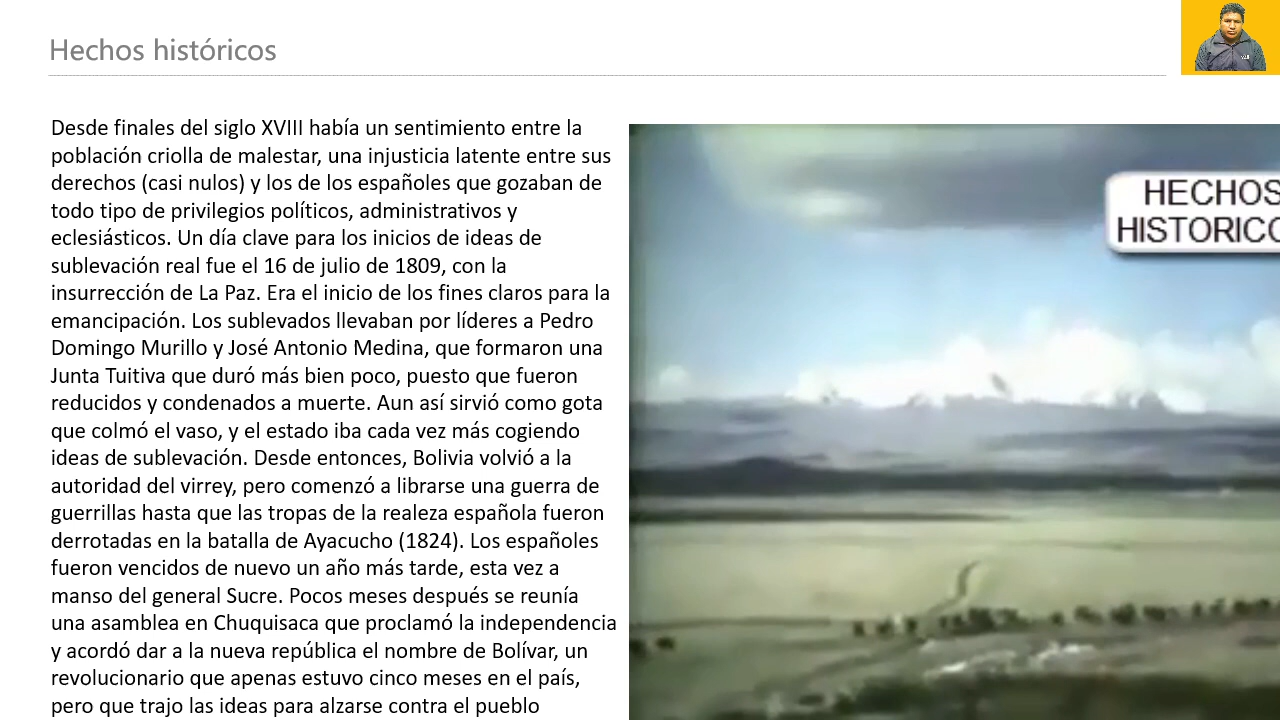 Hechos históricos
Desde finales del siglo XVIII había un sentimiento entre la
población criolla de malestar, una injusticia latente entre sus
derechos (casi nulos) y los de los españoles que gozaban de
todo tipo de privilegios políticos, administrativos y
eclesiásticos. Un día clave para los inicios de ideas de
sublevación real fue el 16 de julio de 1809, con la
insurrección de La Paz. Era el inicio de los fines claros para la
emancipación. Los sublevados llevaban por líderes a Pedro
Domingo Murillo y José Antonio Medina, que formaron una
Junta Tuitiva que duró más bien poco, puesto que fueron
reducidos y condenados a muerte. Aun así sirvió como gota
que colmó el vaso, y el estado iba cada vez más cogiendo
ideas de sublevación. Desde entonces, Bolivia volvió a la
autoridad del virrey, pero comenzó a librarse una guerra de
guerrillas hasta que las tropas de la realeza española fueron
derrotadas en la batalla de Ayacucho (1824). Los españoles
fueron vencidos de nuevo un año más tarde, esta vez a
manso del general Sucre. Pocos meses después se reunía
una asamblea en Chuquisaca que proclamó la independencia
y acordó dar a la nueva república el nombre de Bolívar, un
revolucionario que apenas estuvo cinco meses en el país,
pero que trajo las ideas para alzarse contra el pueblo
HECHOS
HISTORICO